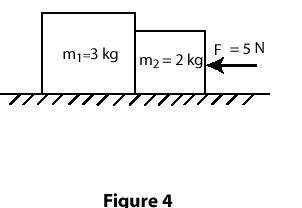 m₁=3 kg
m₂ = 2 kg
F = 5 N
Figure 4